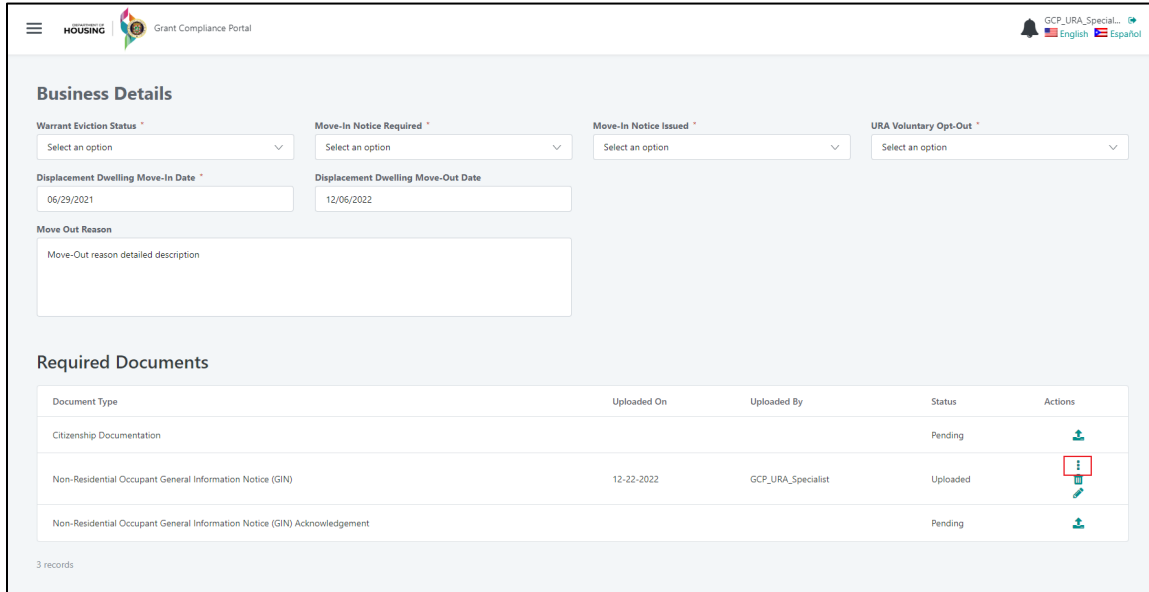 DEPARTMENT OF
HOUSING
Grant Compliance Portal
GCP_URA_Special...
English Español
Business Details
Warrant Eviction Status * Move-In Notice Required * Move-In Notice Issued * URA Voluntary Opt-Out *
Select an option Select an option Select an option Select an option
Displacement Dwelling Move-In Date * Displacement Dwelling Move-Out Date
06/29/2021 12/06/2022
Move Out Reason
Move-Out reason detailed description
Required Documents
Document Type Uploaded On Uploaded By Status Actions
Citizenship Documentation Pending
Non-Residential Occupant General Information Notice (GIN) 12-22-2022 GCP_URA_Specialist Uploaded
Non-Residential Occupant General Information Notice (GIN) Acknowledgement Pending
3 records